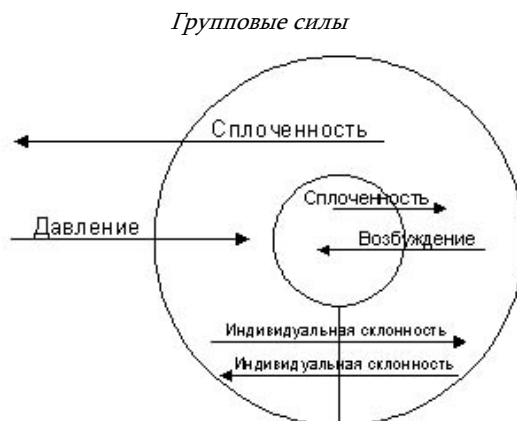 Групповые силы
Сплоченность
Сплоченность
Давление
Возбуждение
Индивидуальная склонность
Индивидуальная склонность